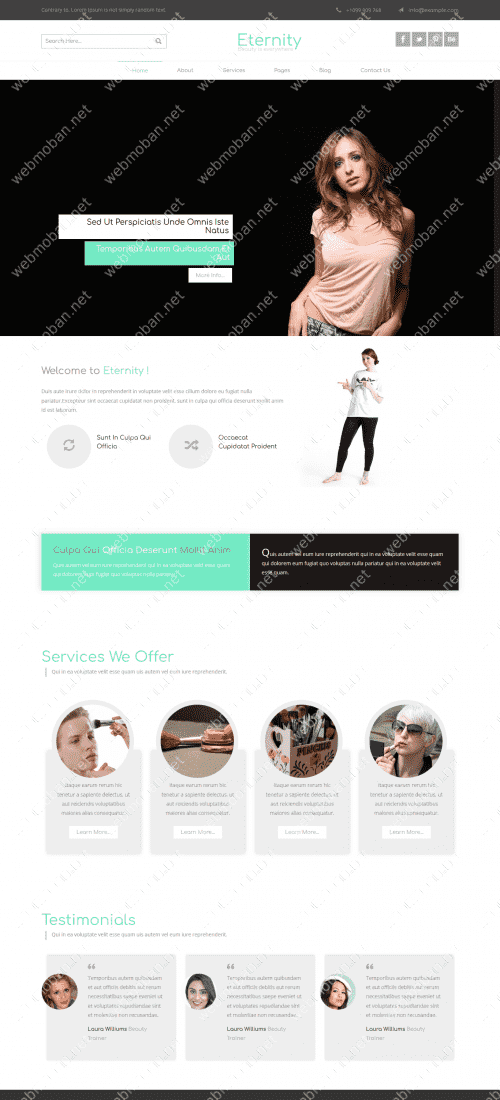 Contrary to. Lorem Ipsum is not simply random text.
+1099 909 768
info@example.com
Search Here...
Eternity
Beauty is everywhere
Home
About
Services
Pages
Blog
Contact Us
Sed Ut Perspiciatis Unde Omnis Iste
Natus
Temporibus Autem Quibusdam Et
Aut
More Info...
Welcome to Eternity !
Duis aute irure dolor in reprehenderit in voluptate velit esse cillum dolore eu fugiat nulla
pariatur. Excepteur sint occaecat cupidatat non proident, sunt in culpa qui officia deserunt mollit anim
id est laborum
Sunt In Culpa Qui
Officia
Occaecat
Cupidatat Proident
Culpa Qui Officia Deserunt Mollit Anim
Quis autem vel eum iure reprehenderit qui in ea voluptate velit esse quam
qui dolorem eum fugiat quo voluptas nulla pariatur.
Quis autem vel eum iure reprehenderit qui in ea voluptate velit esse quam
qui dolorem eum fugiat quo voluptas nulla pariatur qui in ea voluptate velit
esse quam.
Services We Offer
Qui in ea voluptate velit esse quam uis autem vel eum iure reprehenderit.
Itaque earum rerum hic
tenetur a sapiente delectus, ut
aut reiciendis voluptatibus
maiores alias consequatur.
Learn More...
Itaque earum rerum hic
tenetur a sapiente delectus, ut
aut reiciendis voluptatibus
maiores alias consequatur.
Learn More...
Itaque earum rerum hic
tenetur a sapiente delectus, ut
aut reiciendis voluptatibus
maiores alias consequatur.
Learn More...
Itaque earum rerum hic
tenetur a sapiente delectus, ut
aut reiciendis voluptatibus
maiores alias consequatur.
Learn More...
Testimonials
Qui in ea voluptate velit esse quam uis autem vel eum iure reprehenderit.
Temporibus autem quibusdam
et aut officiis debitis aut rerum
necessitatibus saepe eveniet ut
et voluptates repudiandae sint
et molestiae non recusandae.
Laura Williums Beauty
Trainer
Temporibus autem quibusdam
et aut officiis debitis aut rerum
necessitatibus saepe eveniet ut
et voluptates repudiandae sint
et molestiae non recusandae.
Laura Williums Beauty
Trainer
Temporibus autem quibusdam
et aut officiis debitis aut rerum
necessitatibus saepe eveniet ut
et voluptates repudiandae sint
et molestiae non recusandae.
Laura Williums Beauty
Trainer
webmoban.net